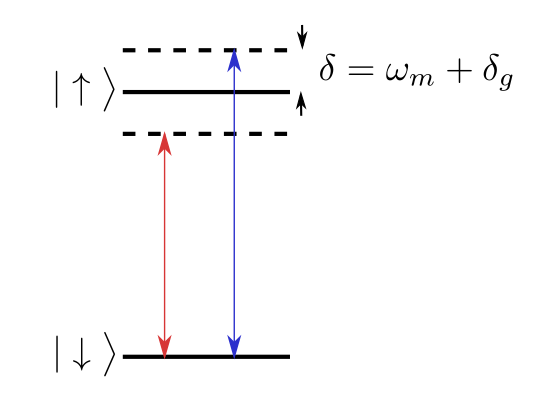 δ = ω_m + δ_g
| ↑ ⟩
| ↓ ⟩